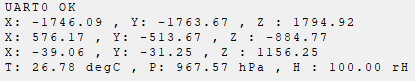 UART0 OK
X: -1746.09 , Y: -1763.67 , Z : 1794.92
X: 576.17 , Y: -513.67 , Z : -884.77
X: -39.06 , Y: -31.25 , Z : 1156.25
T: 26.78 degC , P: 967.57 hPa , H : 100.00 rH